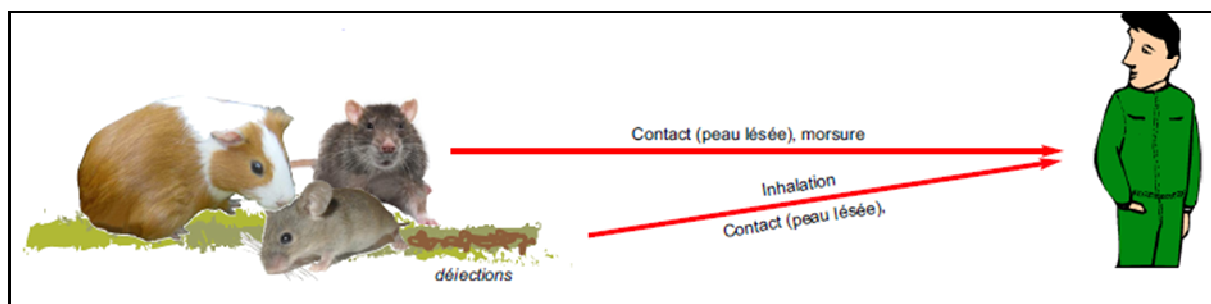 Contact (peau lésée), morsure
Inhalation
Contact (peau lésée),
déjections